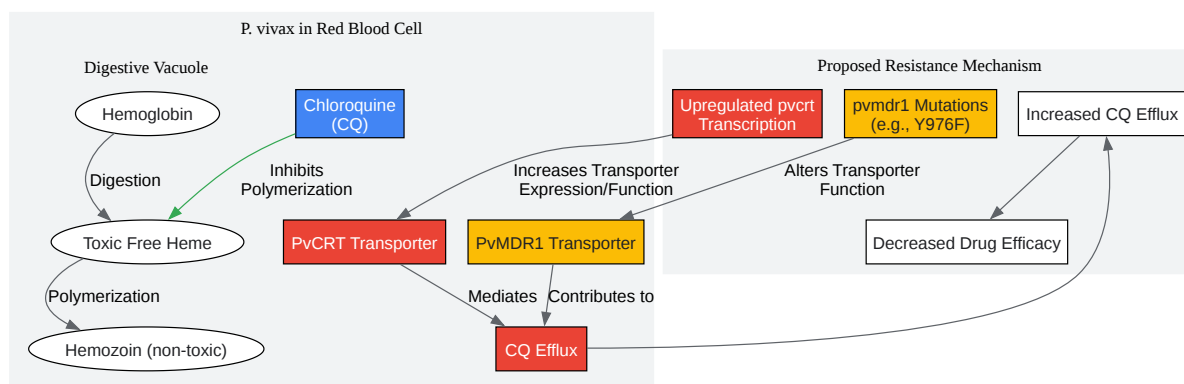 P. vivax in Red Blood Cell
Digestive Vacuole
Hemoglobin
Chloroquine
(CQ)
Digestion
Inhibits
Polymerization
Toxic Free Heme
Polymerization
Hemozoin (non-toxic)
PvCRT Transporter
PvMDR1 Transporter
Mediates
Contributes to
CQ Efflux
Proposed Resistance Mechanism
Upregulated pvcrt
Transcription
pvmdr1 Mutations
(e.g., Y976F)
Increased CQ Efflux
Increases Transporter
Expression/Function
Alters Transporter
Function
Decreased Drug Efficacy